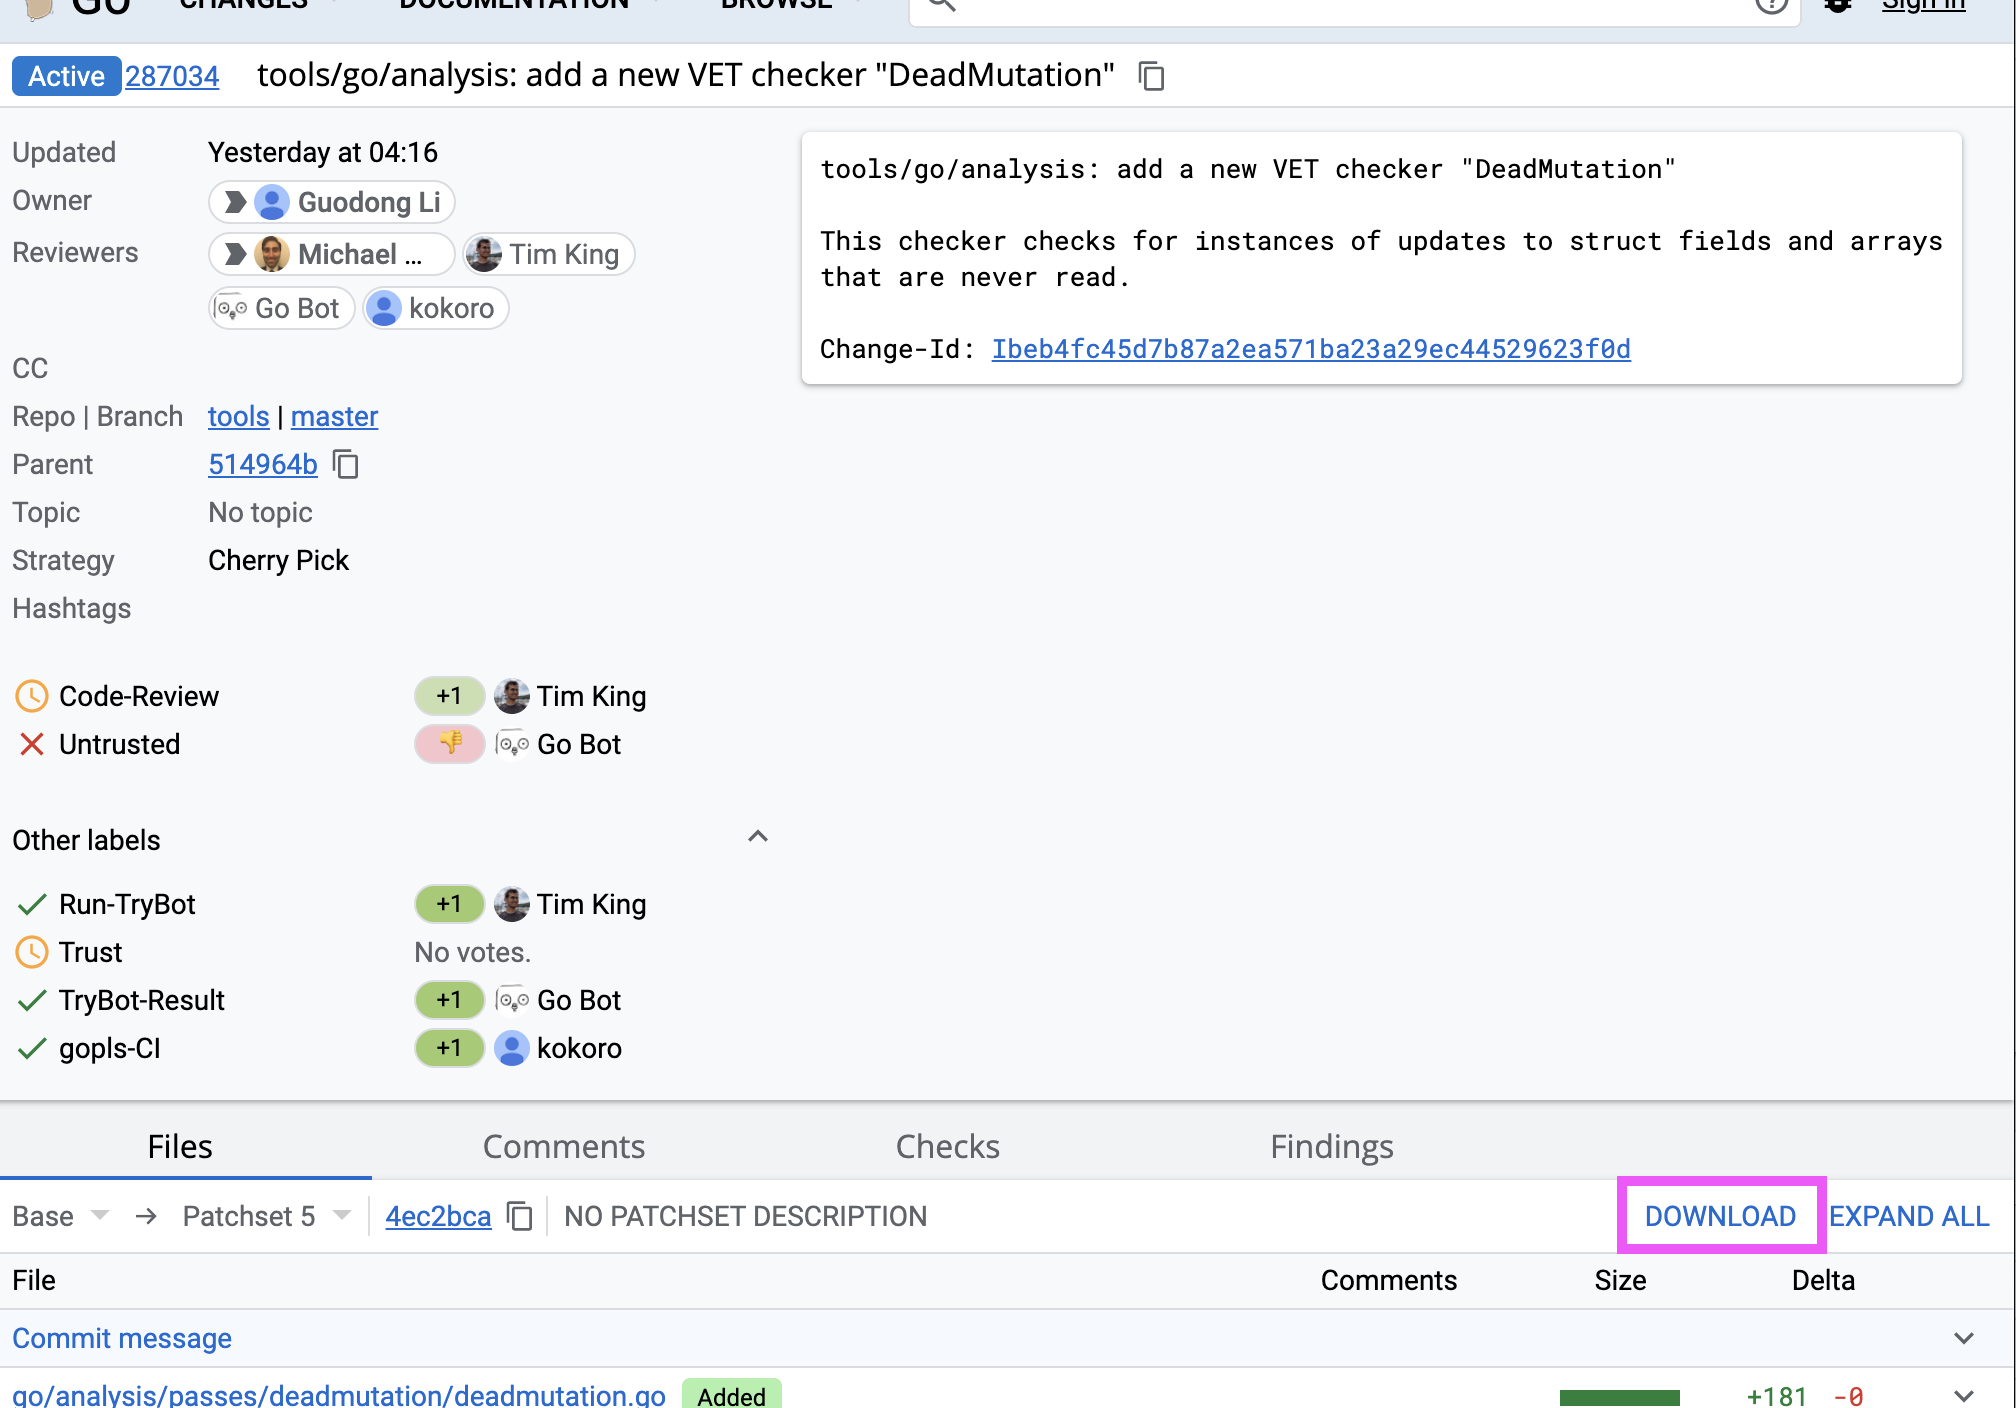 Go CHANGES DOCUMENTATION BROWSE Sign in
Active 287034 tools/go/analysis: add a new VET checker "DeadMutation"
Updated Yesterday at 04:16
Owner Guodong Li
Reviewers Michael ... Tim King
Go Bot kokoro
CC
Repo | Branch tools | master
Parent 514964b
Topic No topic
Strategy Cherry Pick
Hashtags
tools/go/analysis: add a new VET checker "DeadMutation"
This checker checks for instances of updates to struct fields and arrays
that are never read.
Change-Id: Ibeb4fc45d7b87a2ea571ba23a29ec44529623f0d
Code-Review +1 Tim King
Untrusted 👎 Go Bot
Other labels
Run-TryBot +1 Tim King
Trust No votes.
TryBot-Result +1 Go Bot
gopls-CI +1 kokoro
Files Comments Checks Findings
Base → Patchset 5 4ec2bca NO PATCHSET DESCRIPTION DOWNLOAD EXPAND ALL
File Comments Size Delta
Commit message
go/analysis/passes/deadmutation/deadmutation.go Added +181 -0